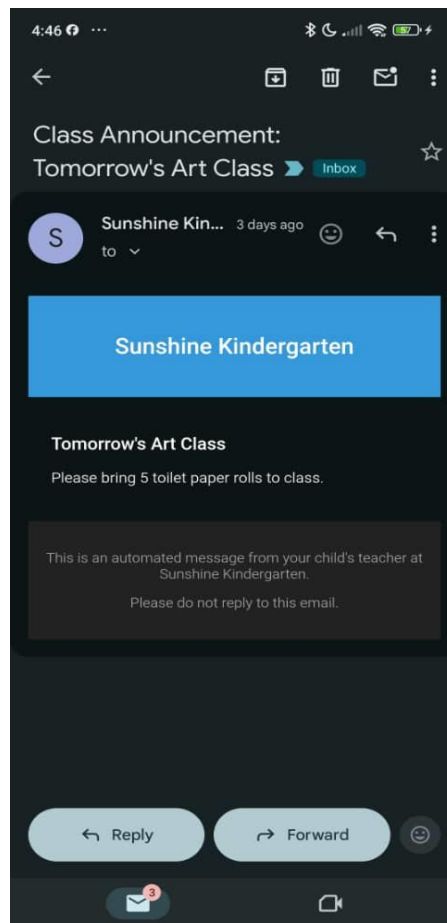 4:46 ...
57
Class Announcement:
Tomorrow's Art Class Inbox
S
Sunshine Kin... 3 days ago
to
Sunshine Kindergarten
Tomorrow's Art Class
Please bring 5 toilet paper rolls to class.
This is an automated message from your child's teacher at
Sunshine Kindergarten.
Please do not reply to this email.
Reply
Forward
3